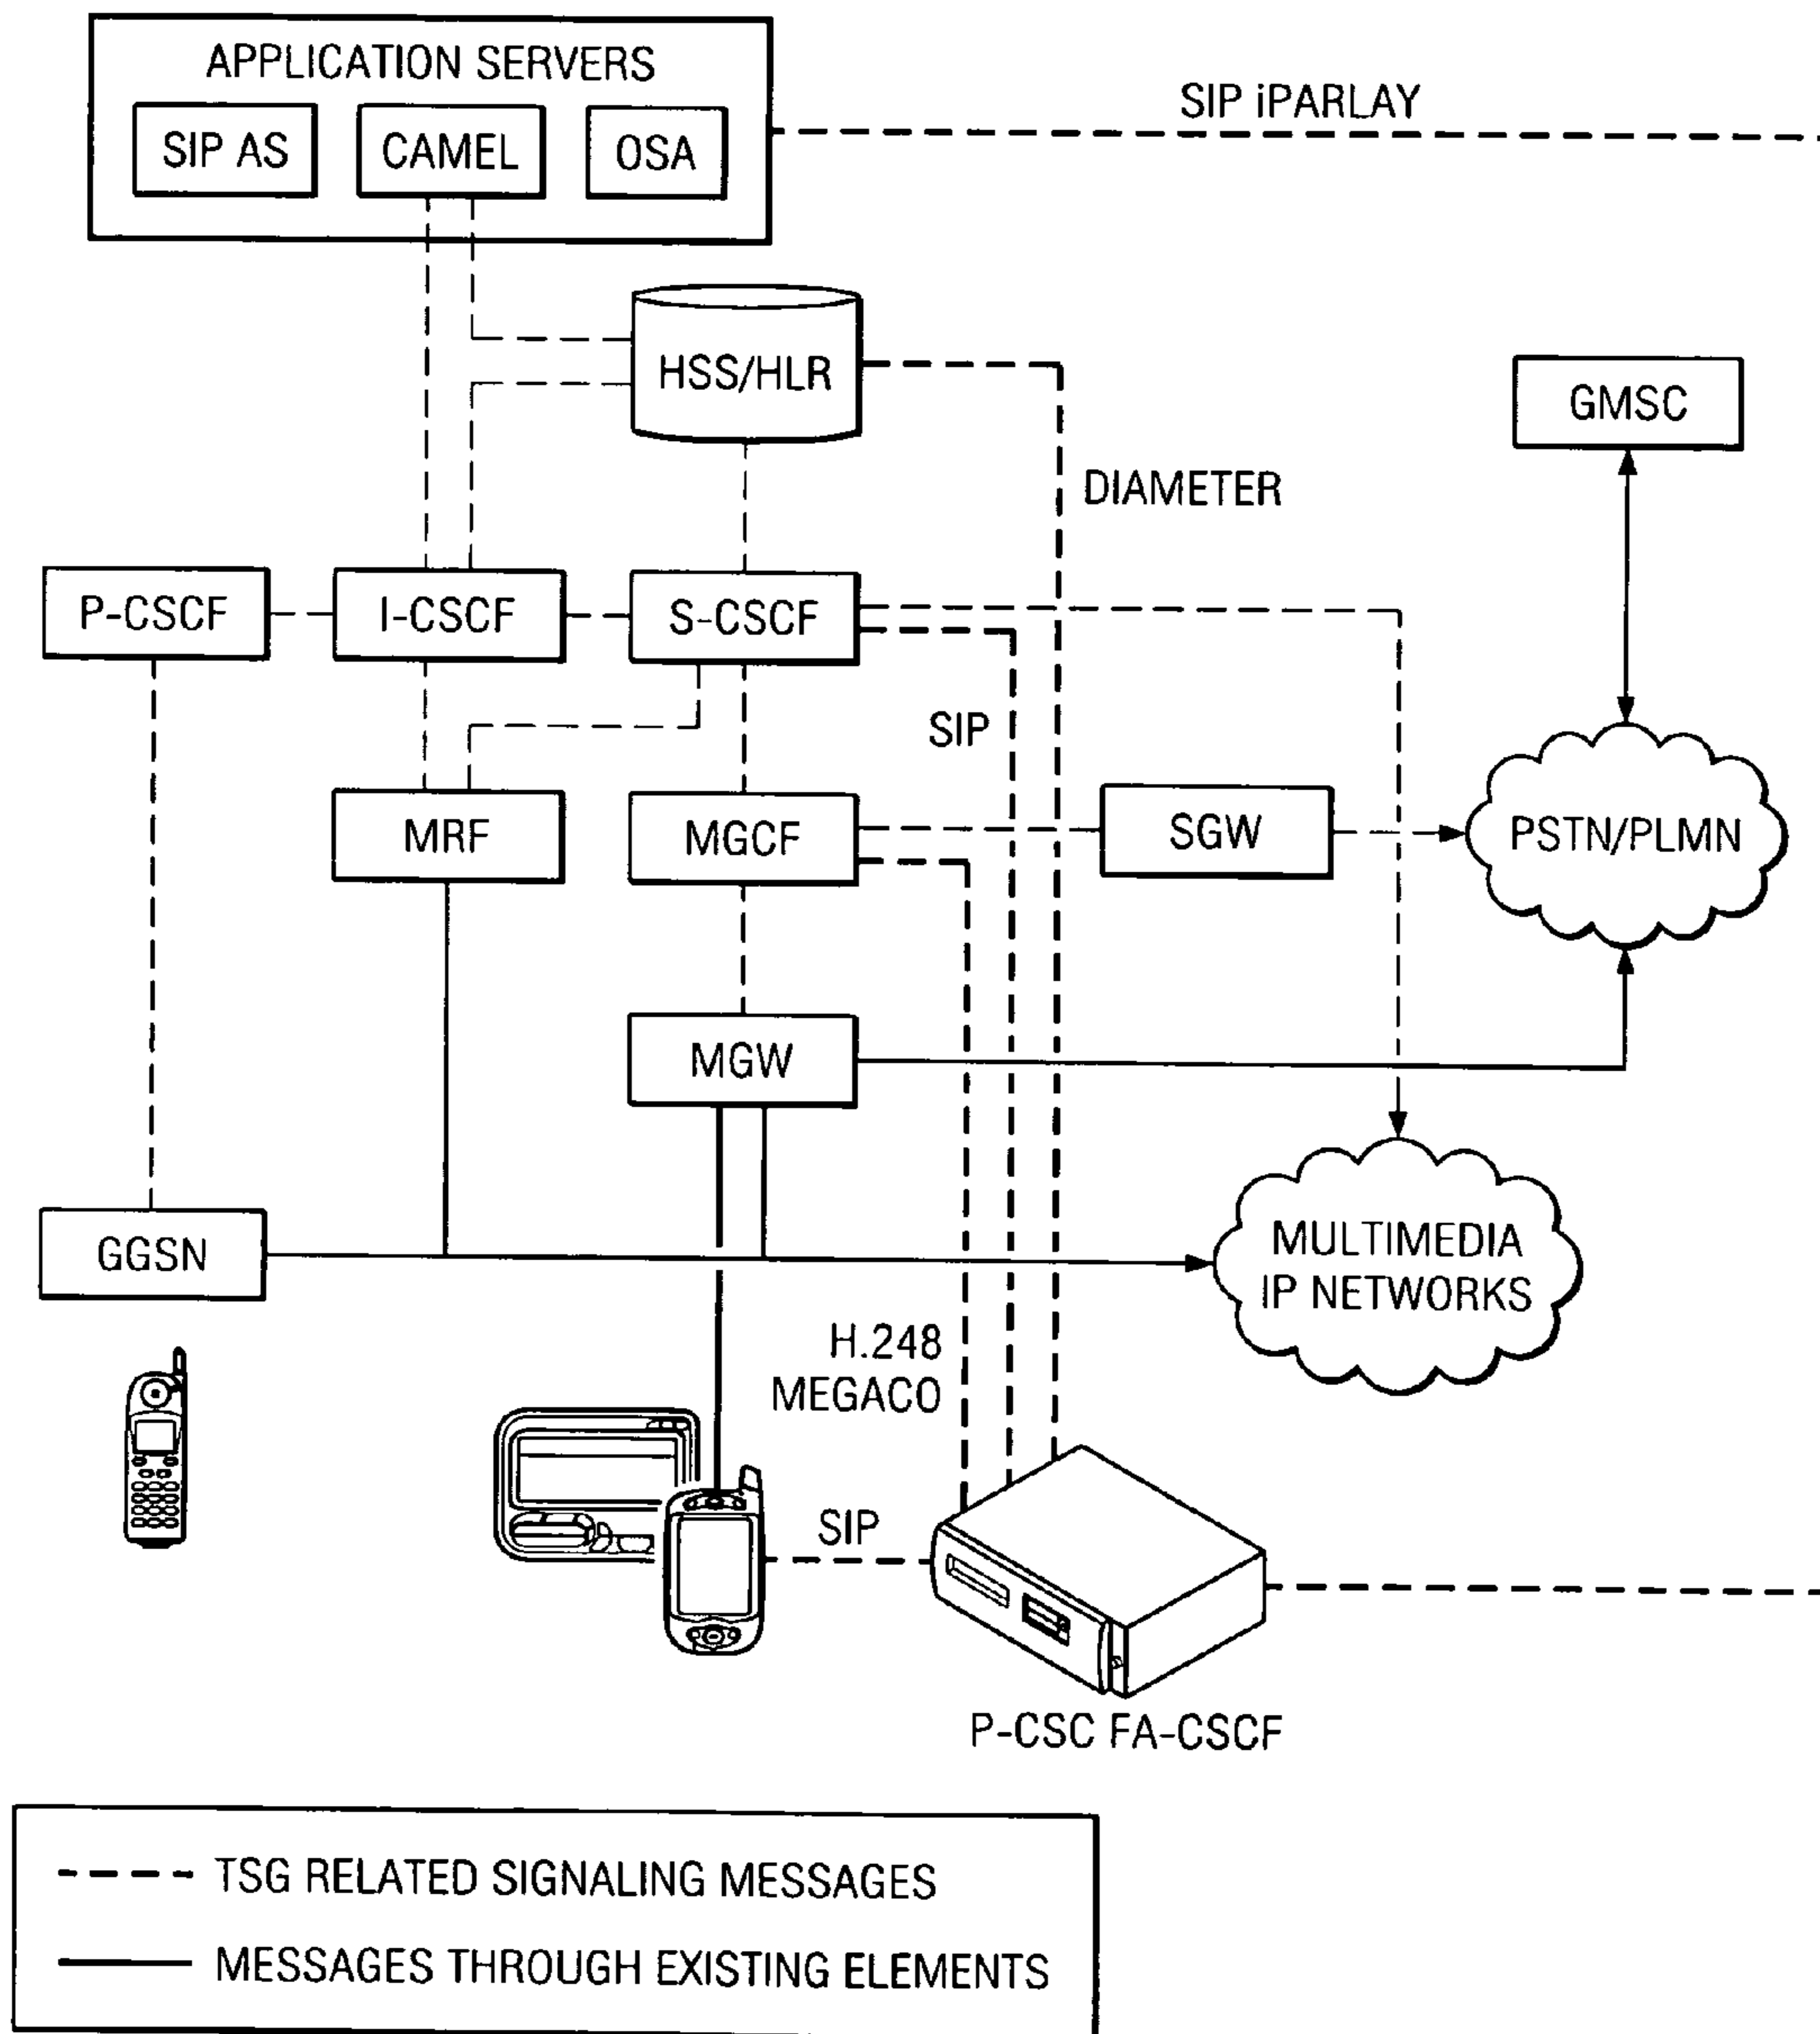 APPLICATION SERVERS
SIP AS
CAMEL
OSA
SIP iPARLAY
HSS/HLR
GMSC
DIAMETER
P-CSCF
I-CSCF
S-CSCF
SIP
MRF
MGCF
SGW
PSTN/PLMN
MGW
GGSN
MULTIMEDIA
IP NETWORKS
H.248
MEGACO
SIP
P-CSC FA-CSCF
TSG RELATED SIGNALING MESSAGES
MESSAGES THROUGH EXISTING ELEMENTS